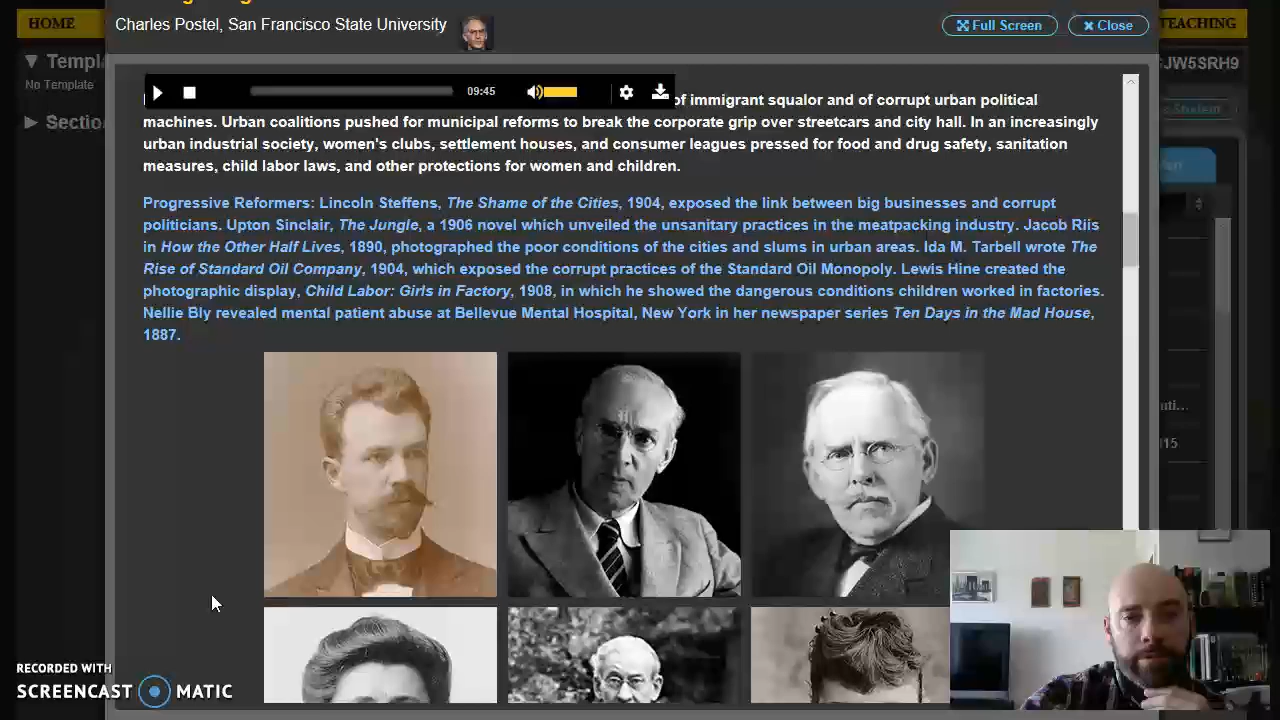 HOME
Charles Postel, San Francisco State University
Full Screen
Close
TEACHING
Templ
No Template
JW5SRH9
Sectio
09:45
of immigrant squalor and of corrupt urban political
machines. Urban coalitions pushed for municipal reforms to break the corporate grip over streetcars and city hall. In an increasingly
urban industrial society, women's clubs, settlement houses, and consumer leagues pressed for food and drug safety, sanitation
measures, child labor laws, and other protections for women and children.
Progressive Reformers: Lincoln Steffens, The Shame of the Cities, 1904, exposed the link between big businesses and corrupt
politicians. Upton Sinclair, The Jungle, a 1906 novel which unveiled the unsanitary practices in the meatpacking industry. Jacob Riis
in How the Other Half Lives, 1890, photographed the poor conditions of the cities and slums in urban areas. Ida M. Tarbell wrote The
Rise of Standard Oil Company, 1904, which exposed the corrupt practices of the Standard Oil Monopoly. Lewis Hine created the
photographic display, Child Labor: Girls in Factory, 1908, in which he showed the dangerous conditions children worked in factories.
Nellie Bly revealed mental patient abuse at Bellevue Mental Hospital, New York in her newspaper series Ten Days in the Mad House,
1887.
uti...
15
RECORDED WITH
SCREENCAST MATIC